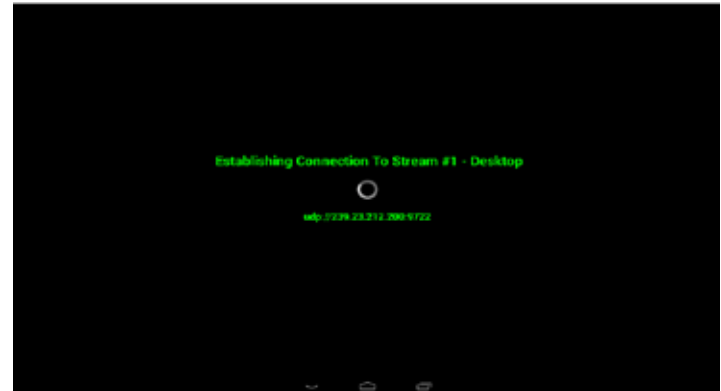 Establishing Connection To Stream #1 - Desktop
udp://239.23.212.200:9722